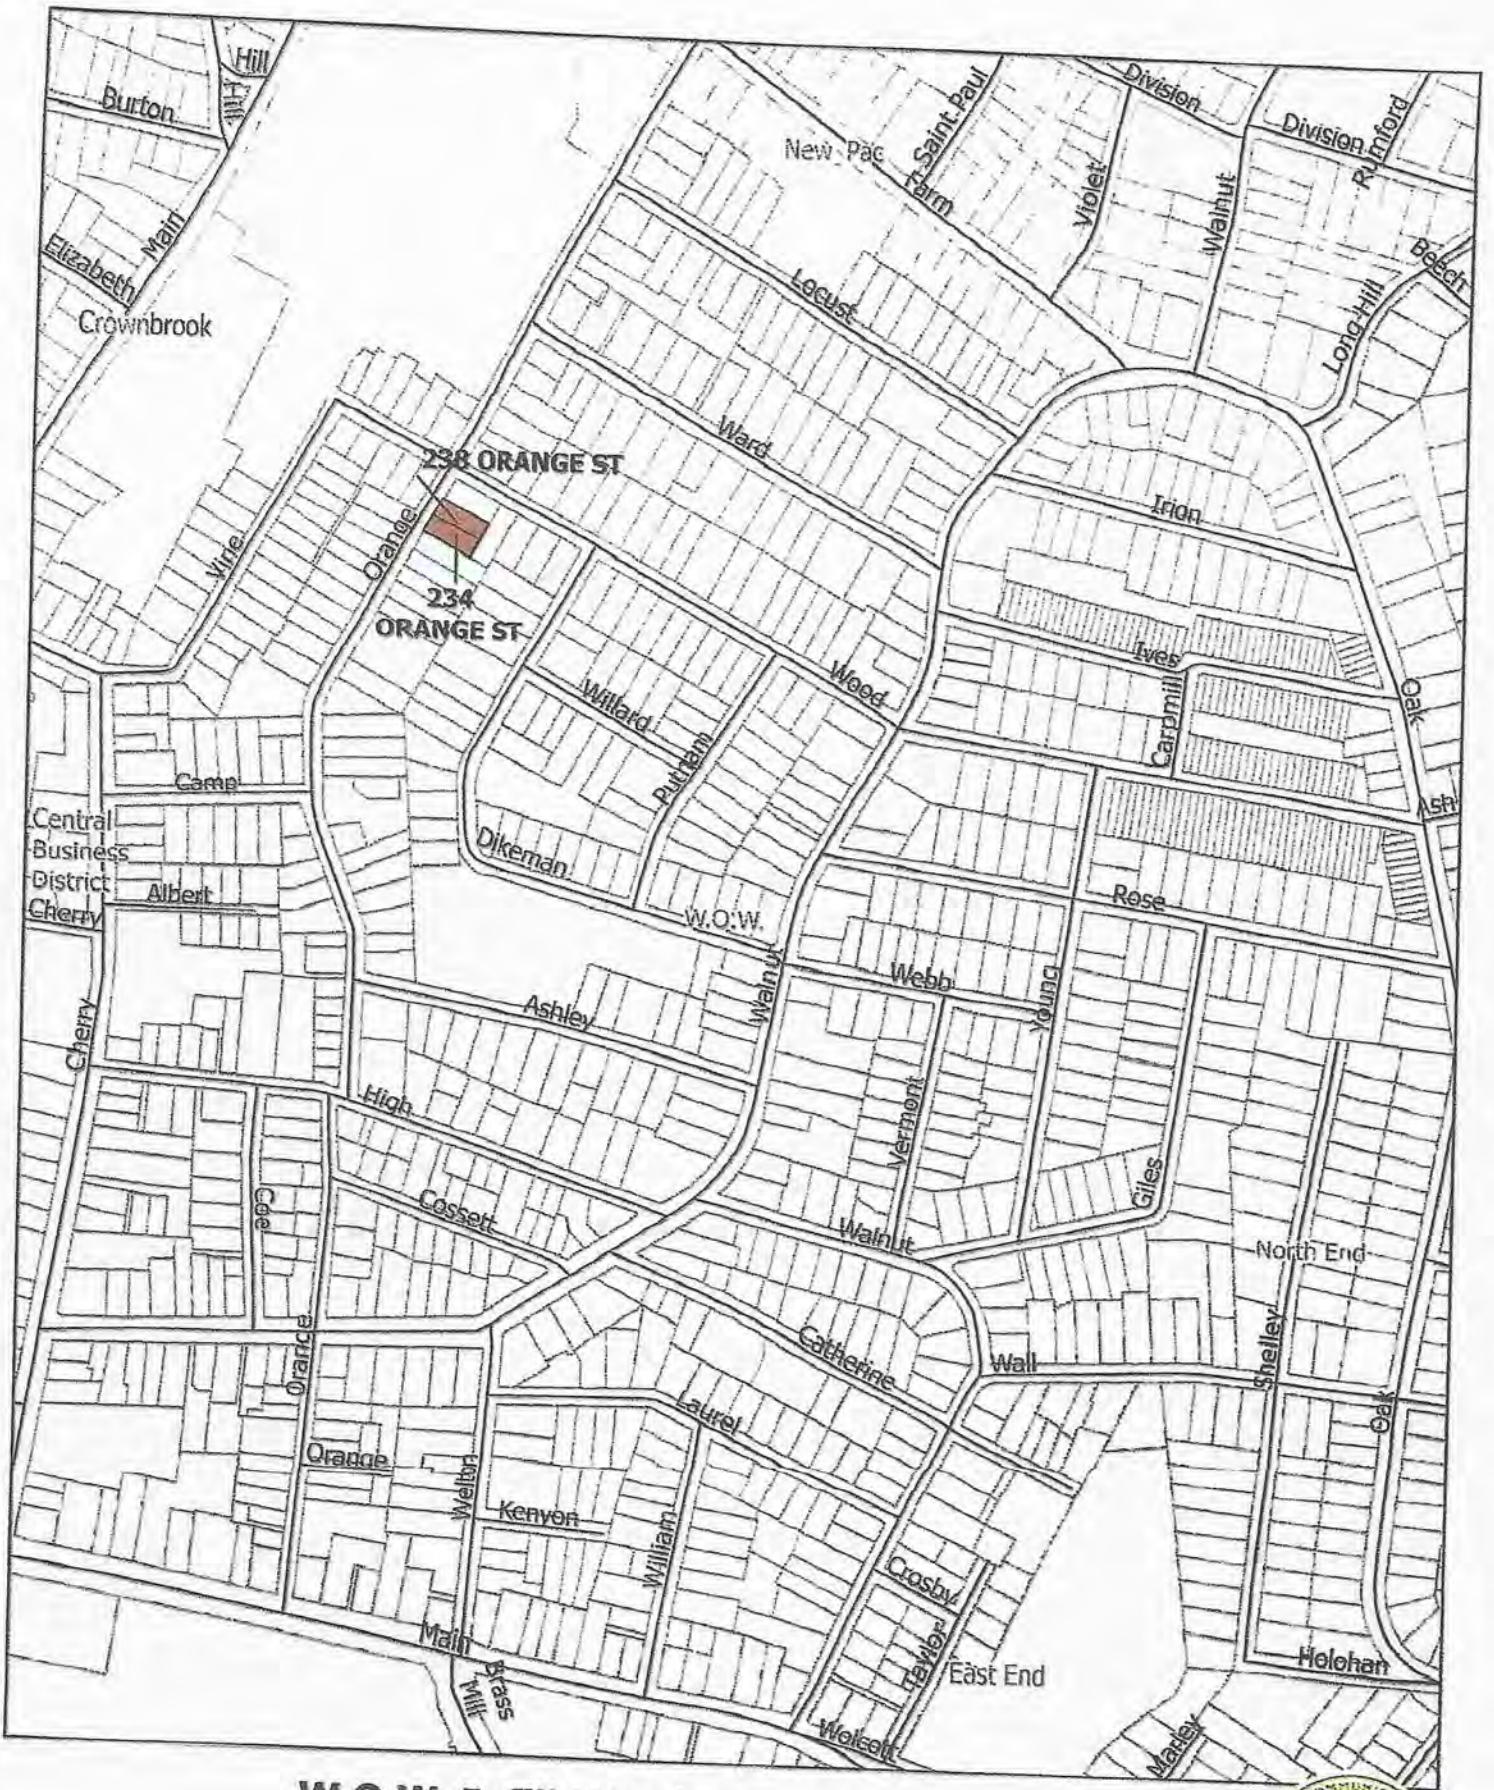 Hill
Hill
Burton
Main
Elizabeth
Crownbrook
New Pac
Saint Paul
Farm
Division
Division
Rumford
Violet
Walnut
Beech
Long Hill
Locust
Ward
238 ORANGE ST
Orange
Vine
234
ORANGE ST
Irion
Ives
Carpmill
Oak
Ash
Wood
Willard
Putnam
Camp
Central
Business
District
Cherry
Albert
Dikeman
W.O.W.
Rose
Webb
Young
Walnut
Ashley
Cherry
High
Vermont
Giles
Coe
Cossett
Walnut
North End
Orange
Catherine
Wall
Shelley
Oak
Laurel
Orange
Welton
Kenyon
William
Crosby
Taylor
East End
Holohan
Main
Brass
Mill
Wolcott
Manley